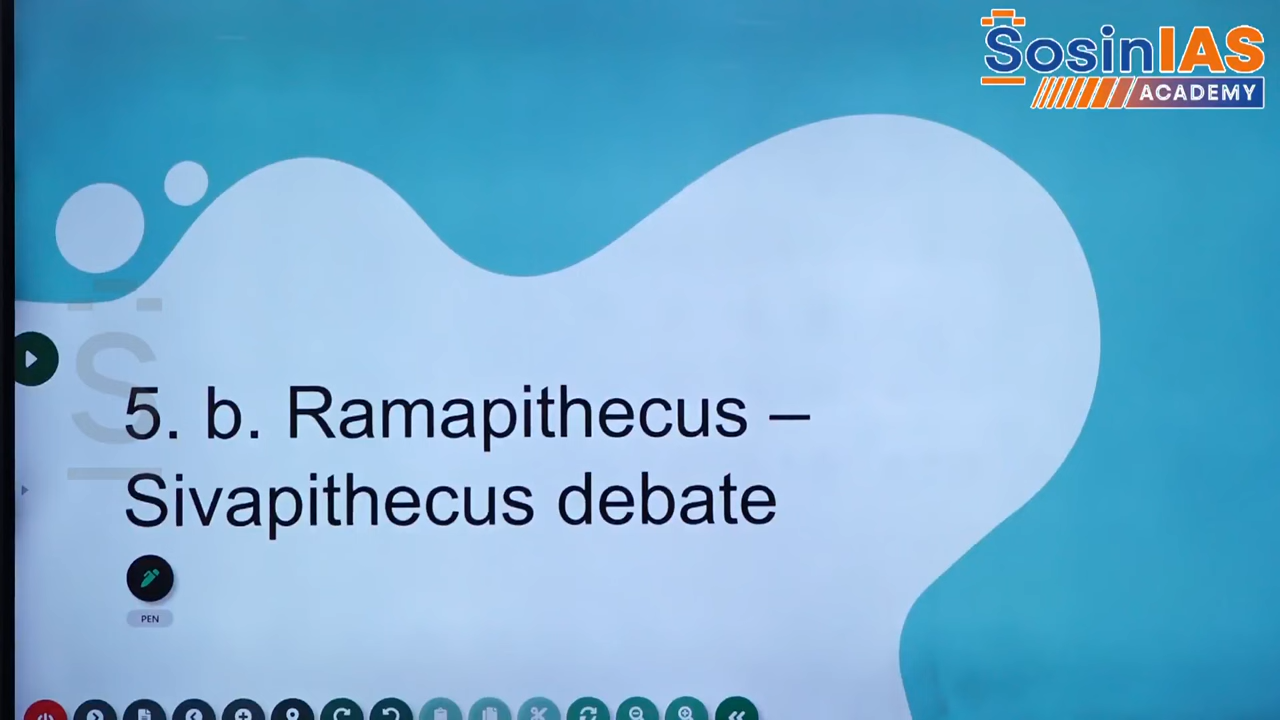 SosinIAS
ACADEMY
S
5. b. Ramapithecus –
Sivapithecus debate
PEN